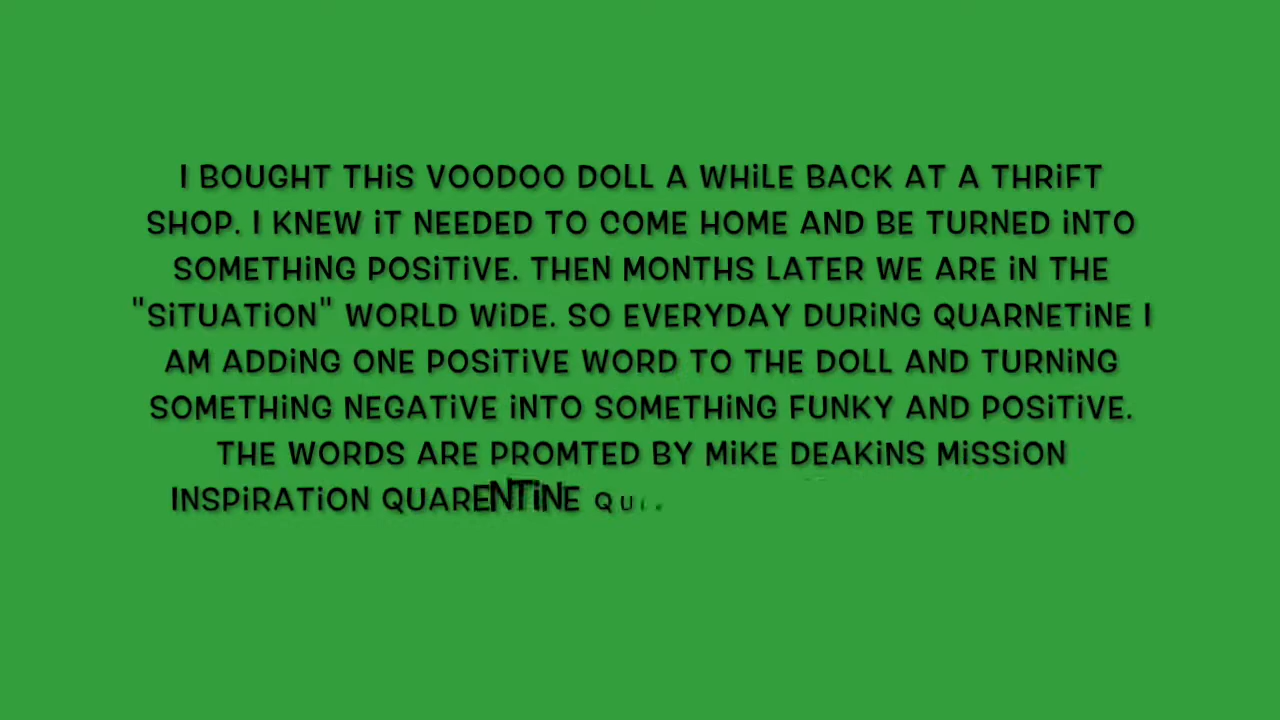 I BOUGHT THiS VOODOO DOLL A WHiLE BACK AT A THRiFT
SHOP. I KNEW iT NEEDED TO COME HOME AND BE TURNED iNTO
SOMETHiNG POSiTiVE. THEN MONTHS LATER WE ARE iN THE
"SiTUATiON" WORLD WiDE. SO EVERYDAY DURiNG QUARNETiNE I
AM ADDiNG ONE POSiTiVE WORD TO THE DOLL AND TURNiNG
SOMETHiNG NEGATiVE iNTO SOMETHiNG FUNKY AND POSiTiVE.
THE WORDS ARE PROMTED BY MiKE DEAKiNS MiSSiON
INSPiRATiON QUARENTiNE